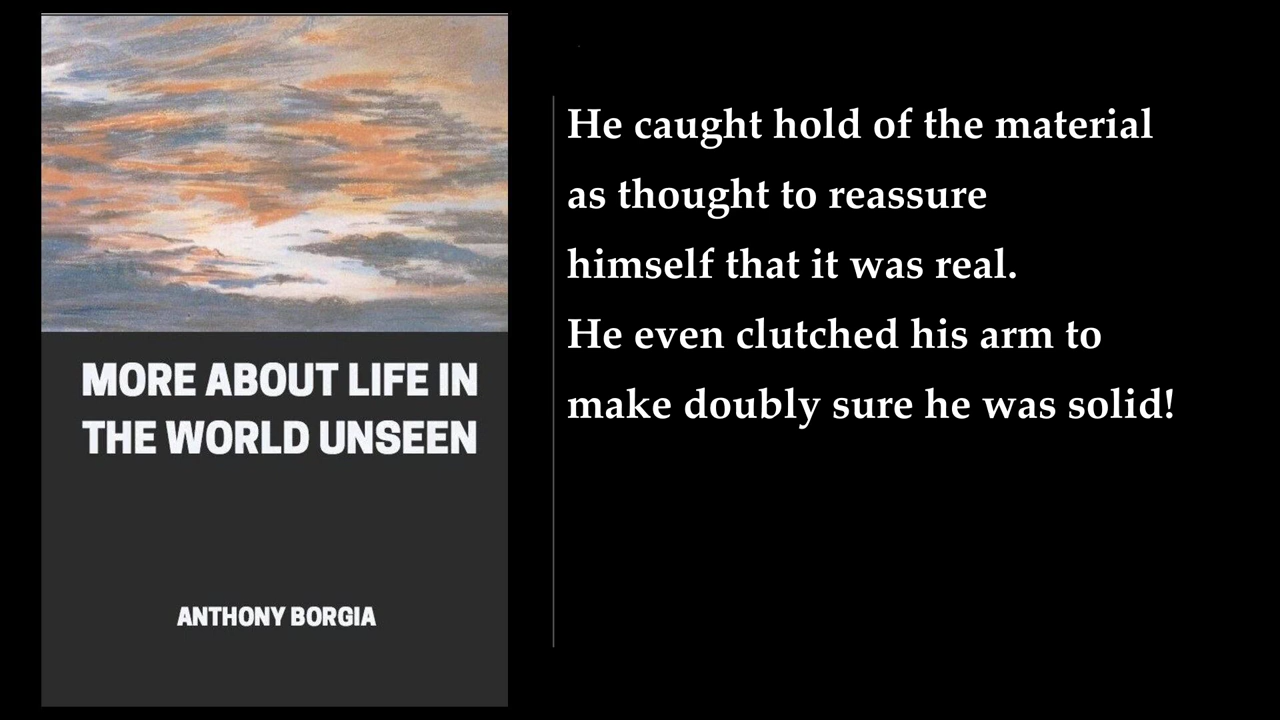 MORE ABOUT LIFE IN
THE WORLD UNSEEN
ANTHONY BORGIA
He caught hold of the material
as thought to reassure
himself that it was real.
He even clutched his arm to
make doubly sure he was solid!